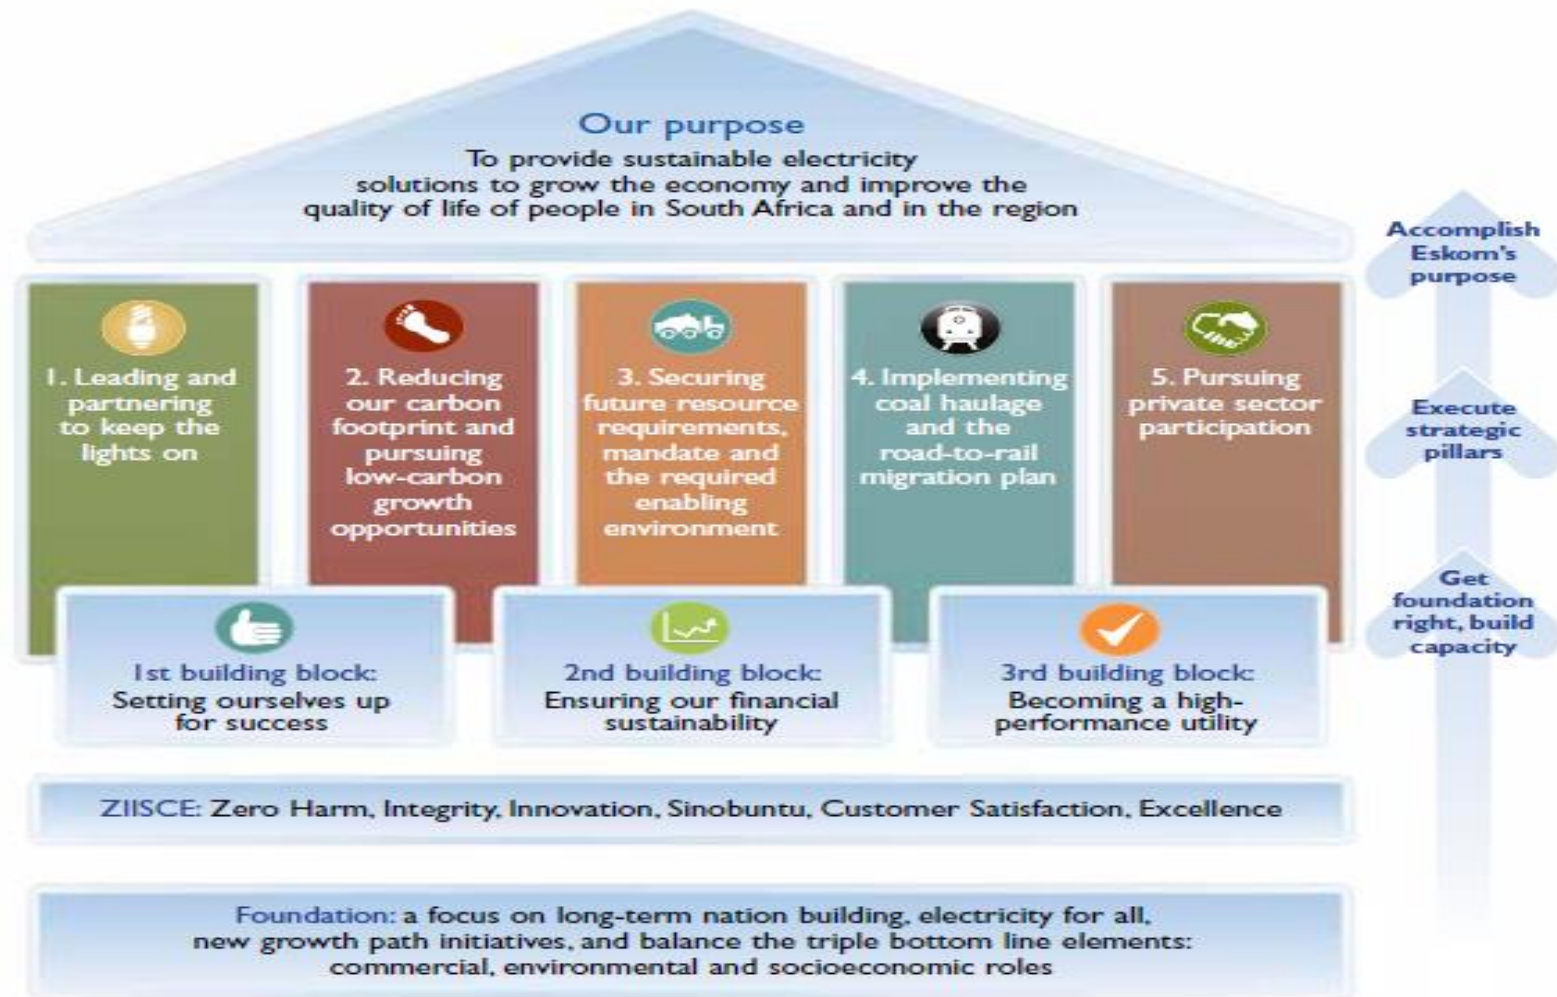 Our purpose
To provide sustainable electricity
solutions to grow the economy and improve the
quality of life of people in South Africa and in the region
1. Leading and
partnering
to keep the
lights on
2. Reducing
our carbon
footprint and
pursuing
low-carbon
growth
opportunities
3. Securing
future resource
requirements,
mandate and
the required
enabling
environment
4. Implementing
coal haulage
and the
road-to-rail
migration plan
5. Pursuing
private sector
participation
1st building block:
Setting ourselves up
for success
2nd building block:
Ensuring our financial
sustainability
3rd building block:
Becoming a high-
performance utility
ZIISCE: Zero Harm, Integrity, Innovation, Sinobuntu, Customer Satisfaction, Excellence
Foundation: a focus on long-term nation building, electricity for all,
new growth path initiatives, and balance the triple bottom line elements:
commercial, environmental and socioeconomic roles
Accomplish
Eskom's
purpose
Execute
strategic
pillars
Get
foundation
right, build
capacity